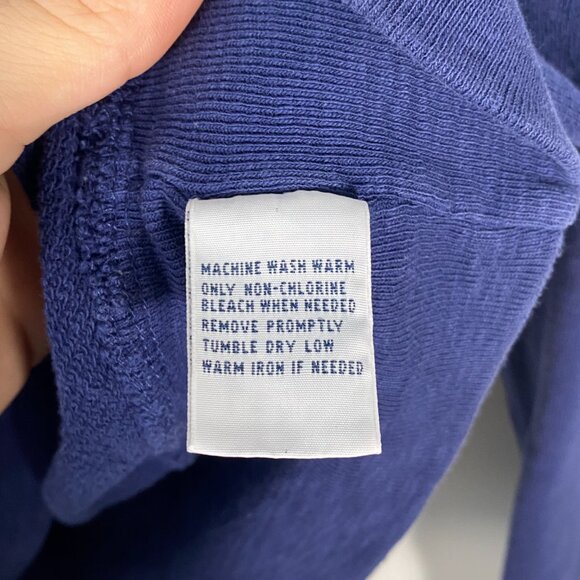 MACHINE WASH WARM
ONLY NON-CHLORINE
BLEACH WHEN NEEDED
REMOVE PROMPTLY
TUMBLE DRY LOW
WARM IRON IF NEEDED